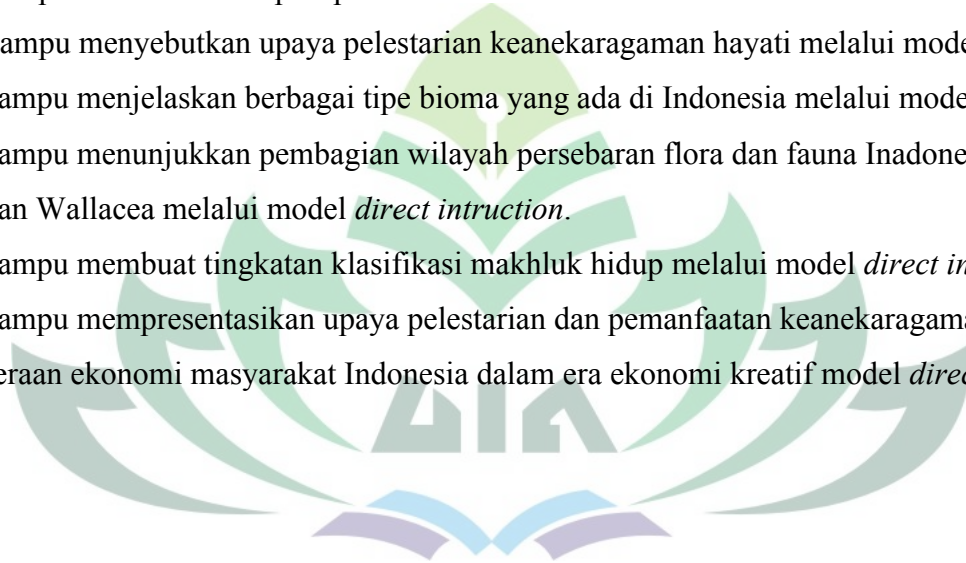 ampu menyebutkan upaya pelestarian keanekaragaman hayati melalui mode
ampu menjelaskan berbagai tipe bioma yang ada di Indonesia melalui mode
ampu menunjukkan pembagian wilayah persebaran flora dan fauna Inadone
an Wallacea melalui model direct intruction.
ampu membuat tingkatan klasifikasi makhluk hidup melalui model direct in
ampu mempresentasikan upaya pelestarian dan pemanfaatan keanekaragama
eraan ekonomi masyarakat Indonesia dalam era ekonomi kreatif model direc